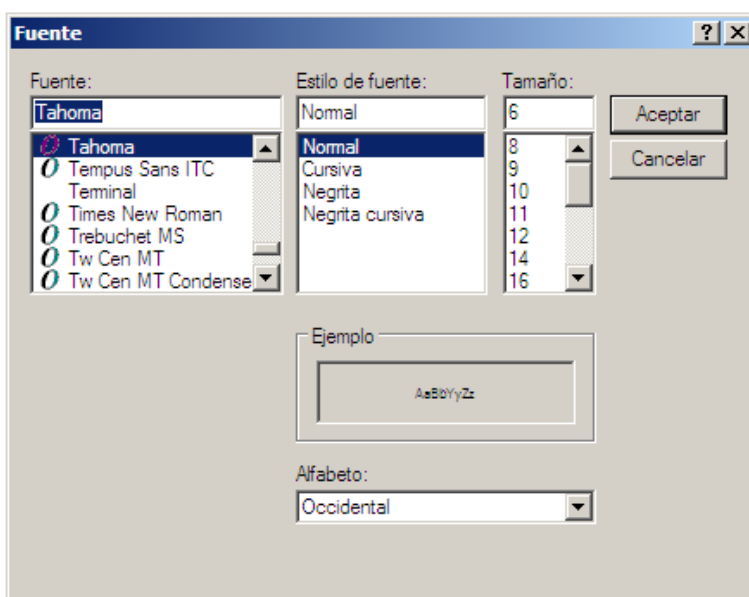 Fuente
Fuente:
Tahoma
Tahoma
Tempus Sans ITC
Terminal
Times New Roman
Trebuchet MS
Tw Cen MT
Tw Cen MT Condense
Estilo de fuente:
Normal
Normal
Cursiva
Negrita
Negrita cursiva
Tamaño:
6
8
9
10
11
12
14
16
Aceptar
Cancelar
Ejemplo
AaBbYyZz
Alfabeto:
Occidental